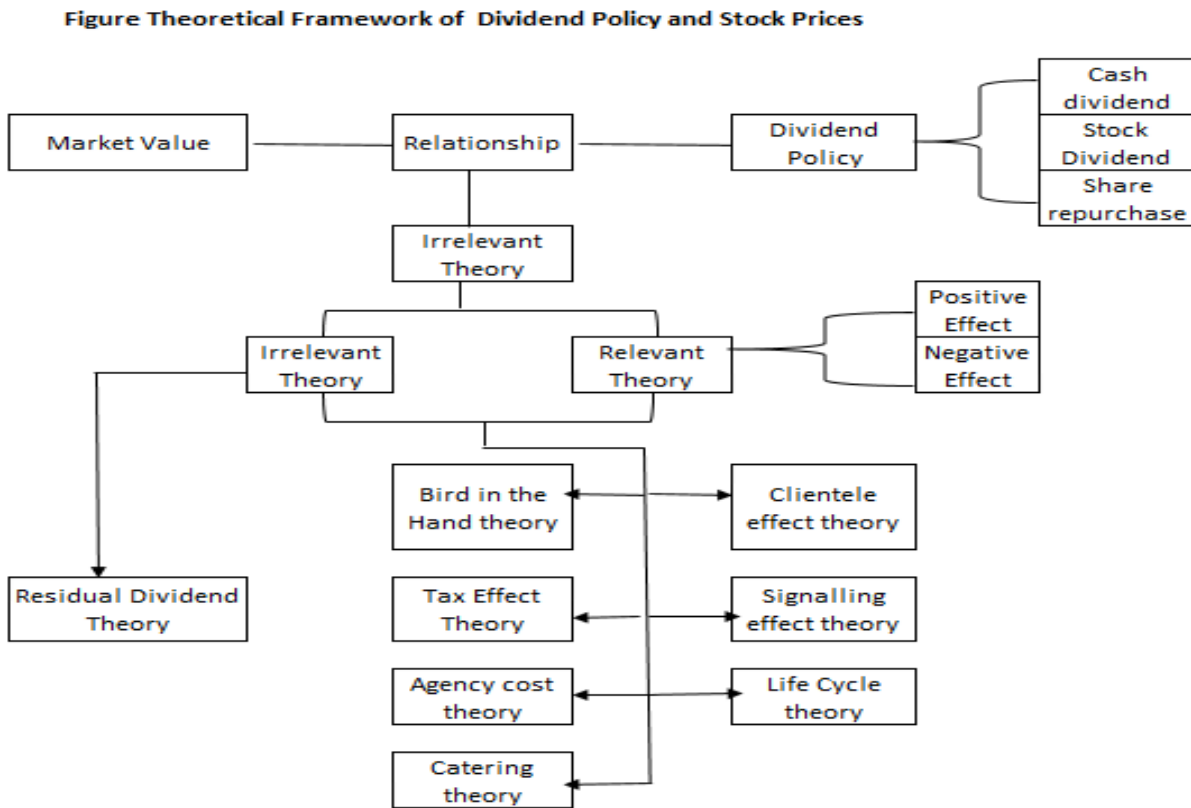 Figure Theoretical Framework of  Dividend Policy and Stock Prices
Market Value
Relationship
Dividend
Policy
Cash
dividend
Stock
Dividend
Share
repurchase
Irrelevant
Theory
Irrelevant
Theory
Relevant
Theory
Positive
Effect
Negative
Effect
Bird in the
Hand theory
Clientele
effect theory
Residual Dividend
Theory
Tax Effect
Theory
Signalling
effect theory
Agency cost
theory
Life Cycle
theory
Catering
theory